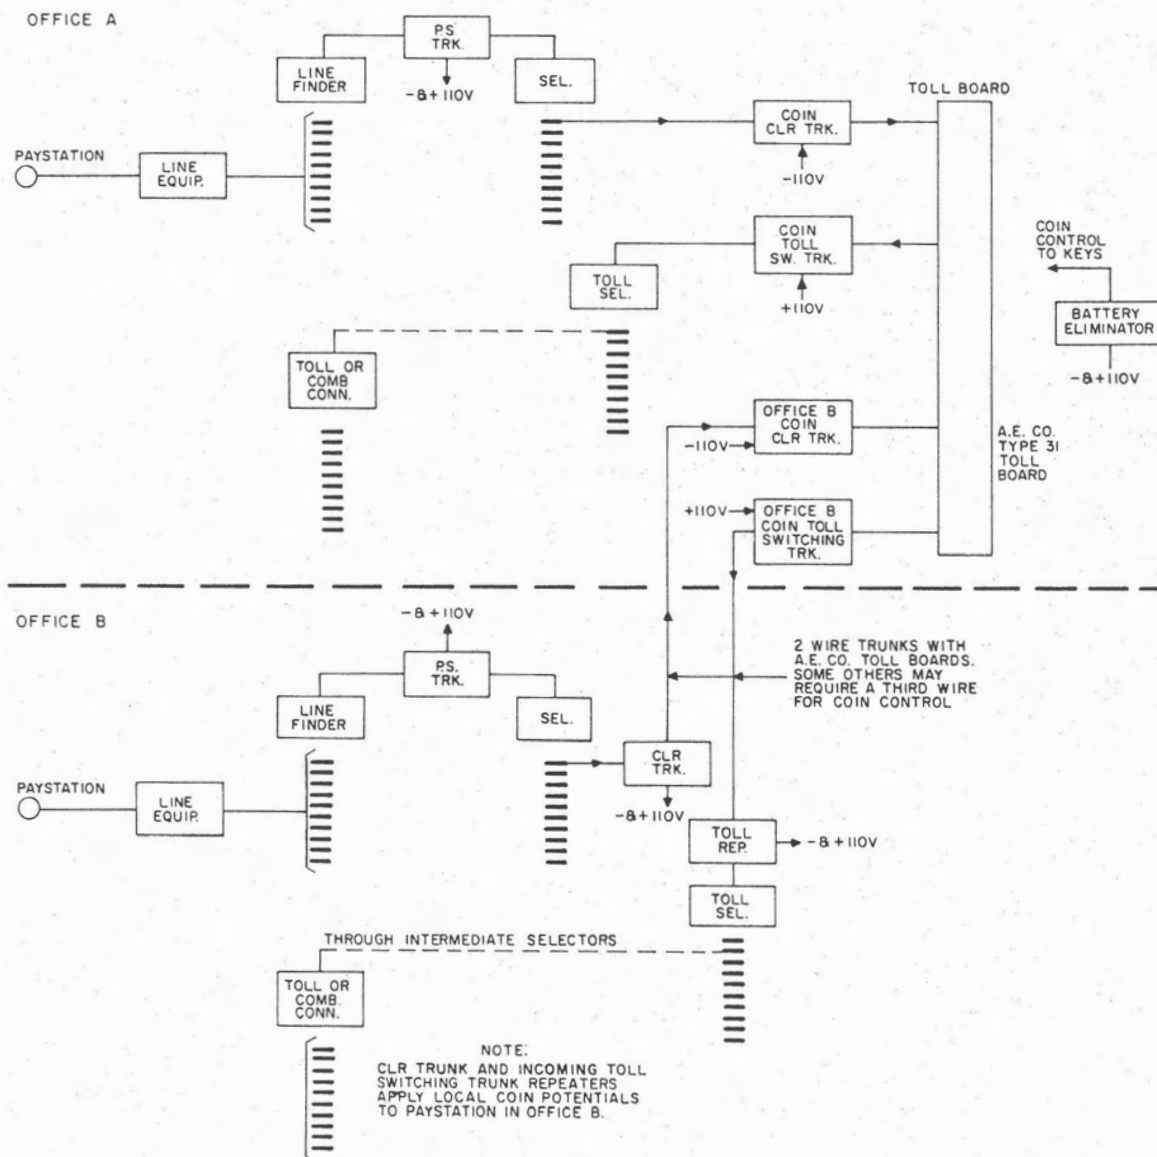 OFFICE A
P.S.
TRK.
-&+110V
LINE
FINDER
SEL.
TOLL BOARD
COIN
CLR TRK.
-110V
PAYSTATION
LINE
EQUIP.
COIN
TOLL
SW. TRK.
+110V
COIN
CONTROL
TO KEYS
TOLL
SEL.
BATTERY
ELIMINATOR
-&+110V
TOLL OR
COMB
CONN.
OFFICE B
COIN
CLR TRK.
-110V
A.E. CO.
TYPE 31
TOLL
BOARD
+110V
OFFICE B
COIN TOLL
SWITCHING
TRK.
OFFICE B
-&+110V
P.S.
TRK.
LINE
FINDER
SEL.
2 WIRE TRUNKS WITH
A.E. CO. TOLL BOARDS.
SOME OTHERS MAY
REQUIRE A THIRD WIRE
FOR COIN CONTROL
CLR
TRK.
-&+110V
PAYSTATION
LINE
EQUIP.
TOLL
REP.
-&+110V
TOLL
SEL.
THROUGH INTERMEDIATE SELECTORS
TOLL OR
COMB.
CONN.
NOTE:
CLR TRUNK AND INCOMING TOLL
SWITCHING TRUNK REPEATERS
APPLY LOCAL COIN POTENTIALS
TO PAYSTATION IN OFFICE B.